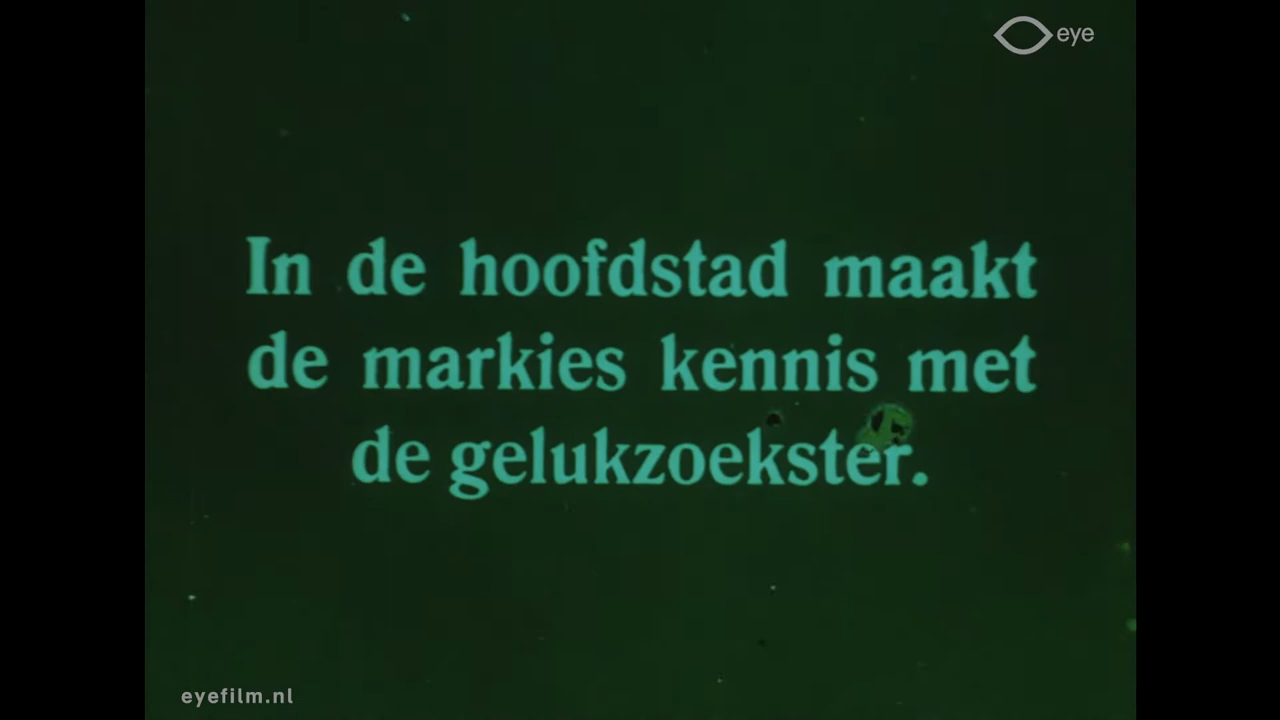 eye
In de hoofdstad maakt
de markies kennis met
de gelukzoekster.
eyefilm.nl